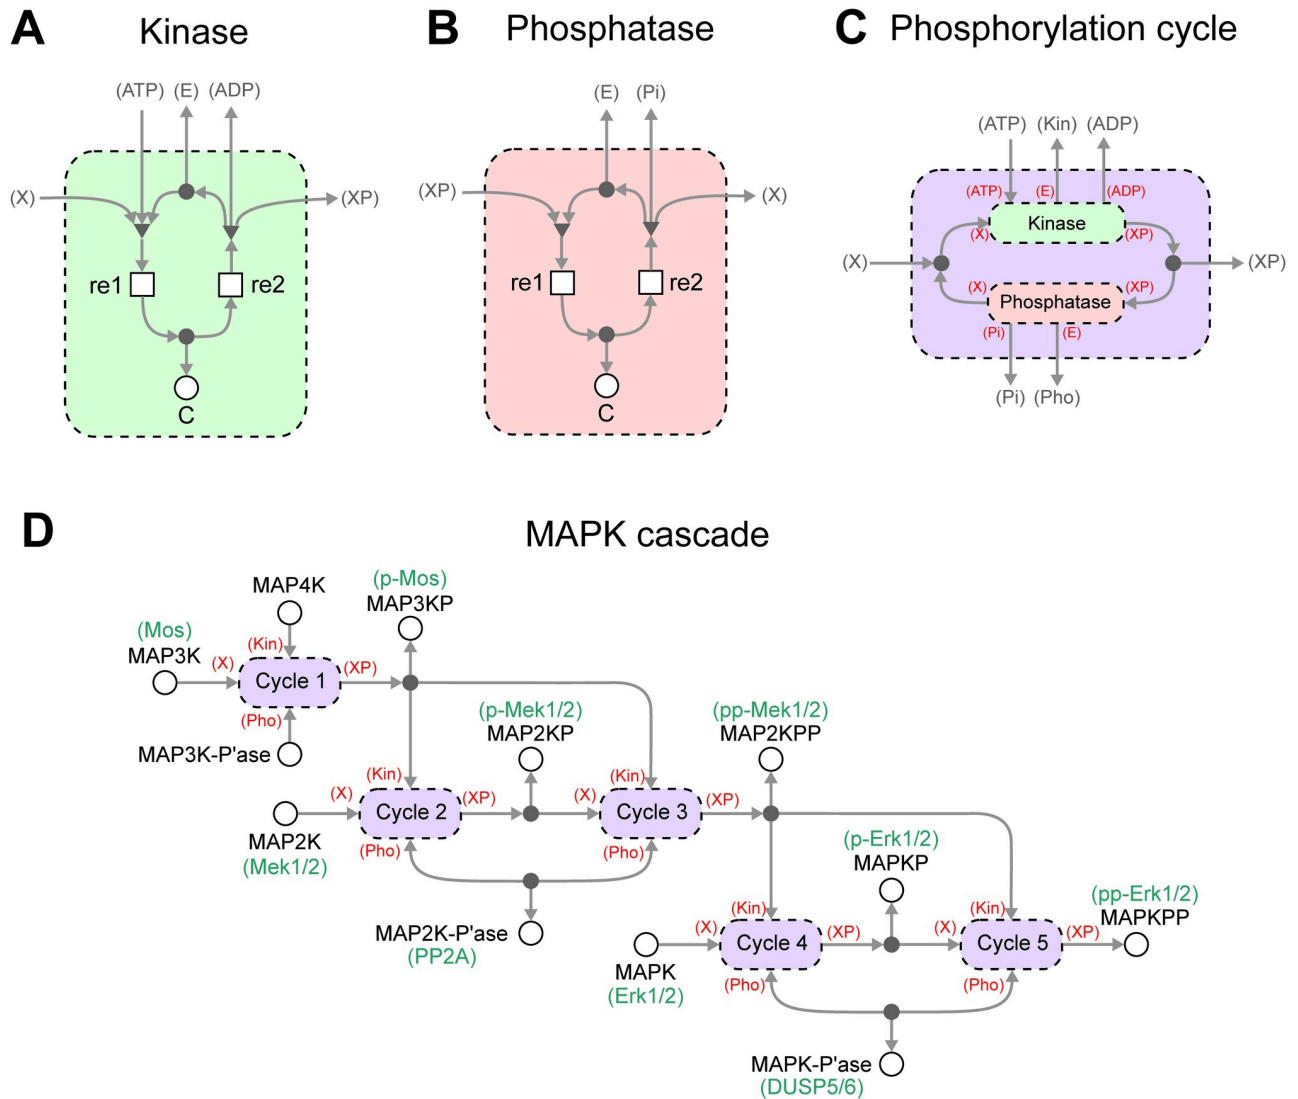 A Kinase
(ATP) (E) (ADP)
(X) (XP)
re1 re2
C
B Phosphatase
(E) (Pi)
(XP) (X)
re1 re2
C
C Phosphorylation cycle
(ATP) (Kin) (ADP)
(ATP) (E) (ADP)
Kinase
(X) (XP)
(X) (XP)
(X) (XP)
Phosphatase
(Pi) (E)
(Pi) (Pho)
D MAPK cascade
MAP4K
(p-Mos)
MAP3KP
(Mos)
MAP3K
(Kin)
(X) Cycle 1 (XP)
(Pho)
MAP3K-P'ase
(p-Mek1/2)
MAP2KP
(pp-Mek1/2)
MAP2KPP
(Kin) (Kin)
(X) Cycle 2 (XP) (X) Cycle 3 (XP)
MAP2K
(Mek1/2)
(Pho) (Pho)
MAP2K-P'ase
(PP2A)
(p-Erk1/2)
MAPKP
(pp-Erk1/2)
MAPKPP
(Kin) (Kin)
(X) Cycle 4 (XP) (X) Cycle 5 (XP)
MAPK
(Erk1/2)
(Pho) (Pho)
MAPK-P'ase
(DUSP5/6)